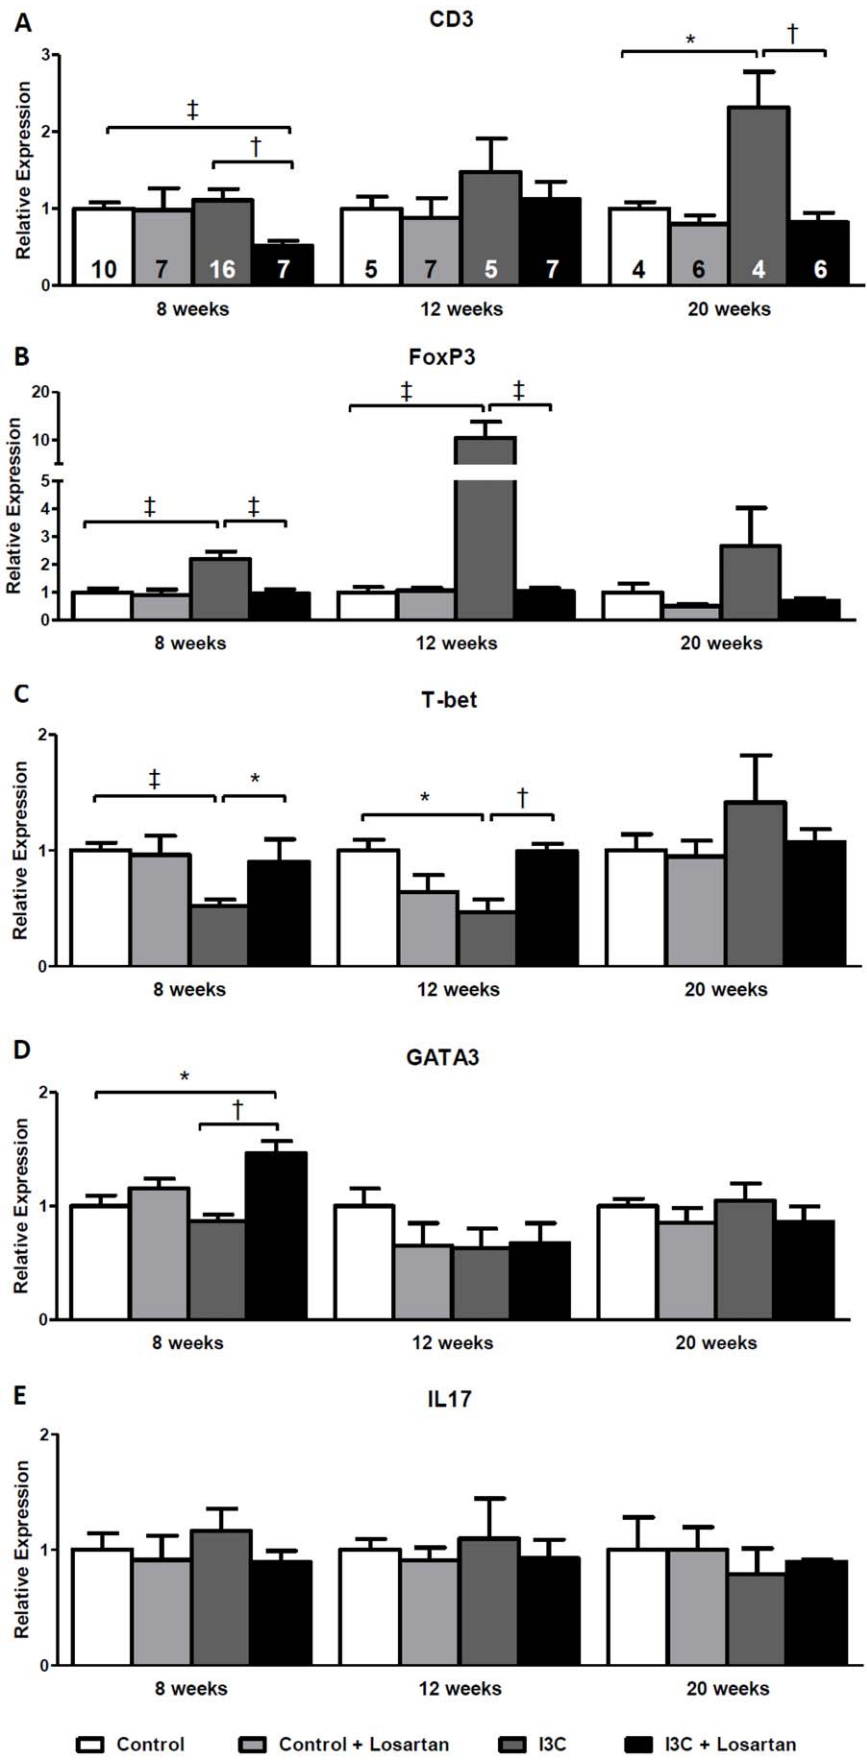 A
CD3
3
2
1
0
Relative Expression
‡
†
*
†
10 7 16 7 5 7 5 7 4 6 4 6
8 weeks 12 weeks 20 weeks
B
FoxP3
20
10
5
4
3
2
1
0
Relative Expression
‡ ‡ ‡ ‡
8 weeks 12 weeks 20 weeks
C
T-bet
2
1
0
Relative Expression
‡ * * †
8 weeks 12 weeks 20 weeks
D
GATA3
2
1
0
Relative Expression
*
†
8 weeks 12 weeks 20 weeks
E
IL17
2
1
0
Relative Expression
8 weeks 12 weeks 20 weeks
Control Control + Losartan I3C I3C + Losartan